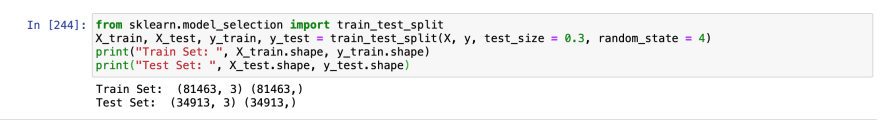 In [244]: from sklearn.model_selection import train_test_split
X_train, X_test, y_train, y_test = train_test_split(X, y, test_size = 0.3, random_state = 4)
print("Train Set: ", X_train.shape, y_train.shape)
print("Test Set: ", X_test.shape, y_test.shape)
Train Set:  (81463, 3) (81463,)
Test Set:  (34913, 3) (34913,)